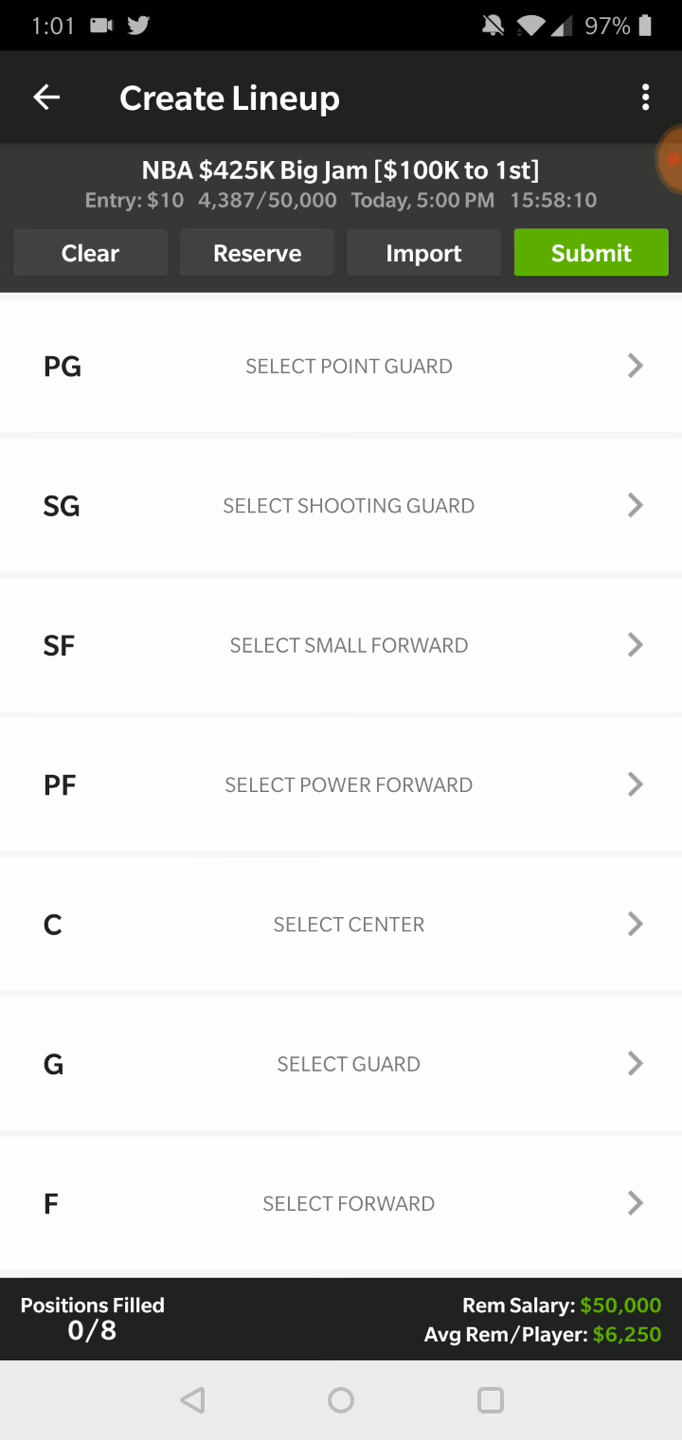 1:01 97%
Create Lineup
NBA $425K Big Jam [$100K to 1st]
Entry: $10 4,387/50,000 Today, 5:00 PM 15:58:10
Clear Reserve Import Submit
PG SELECT POINT GUARD
SG SELECT SHOOTING GUARD
SF SELECT SMALL FORWARD
PF SELECT POWER FORWARD
C SELECT CENTER
G SELECT GUARD
F SELECT FORWARD
Positions Filled Rem Salary: $50,000
0/8 Avg Rem/Player: $6,250